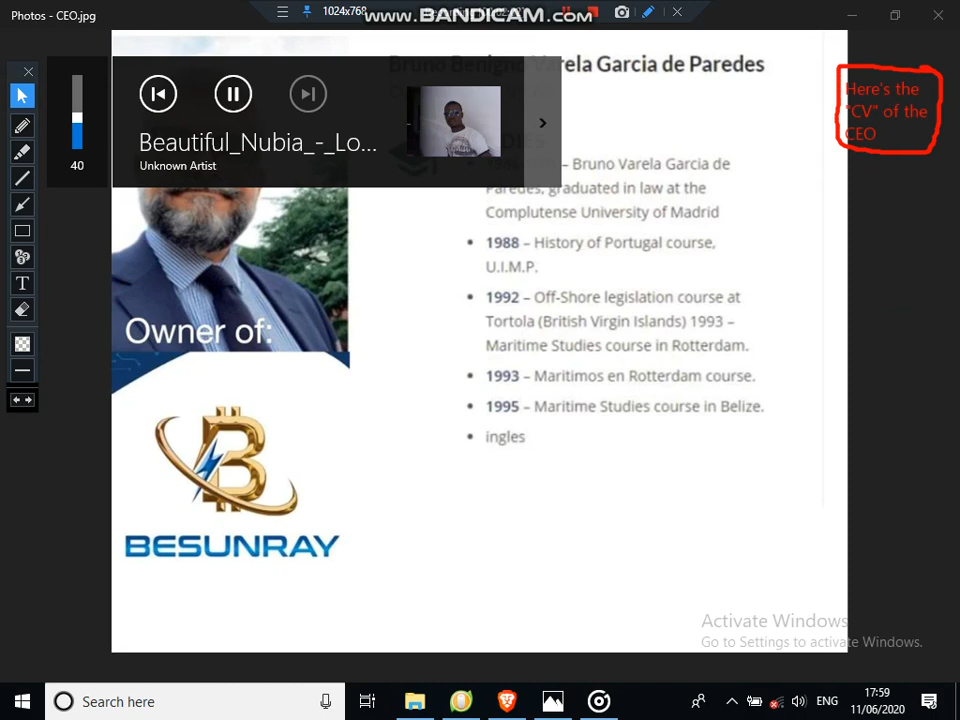 Photos - CEO.jpg
1024x768
www.BANDICAM.com
Bruno Benigno Varela Garcia de Paredes
Here's the
"CV" of the
CEO
40
Beautiful_Nubia_-_Lo...
Unknown Artist
– Bruno Varela Garcia de
Paredes, graduated in law at the
Complutense University of Madrid
1988 – History of Portugal course,
U.I.M.P.
1992 – Off-Shore legislation course at
Tortola (British Virgin Islands) 1993 –
Maritime Studies course in Rotterdam.
1993 – Maritimos en Rotterdam course.
1995 – Maritime Studies course in Belize.
ingles
Owner of:
BESUNRAY
Activate Windows
Go to Settings to activate Windows.
Search here
ENG
17:59
11/06/2020